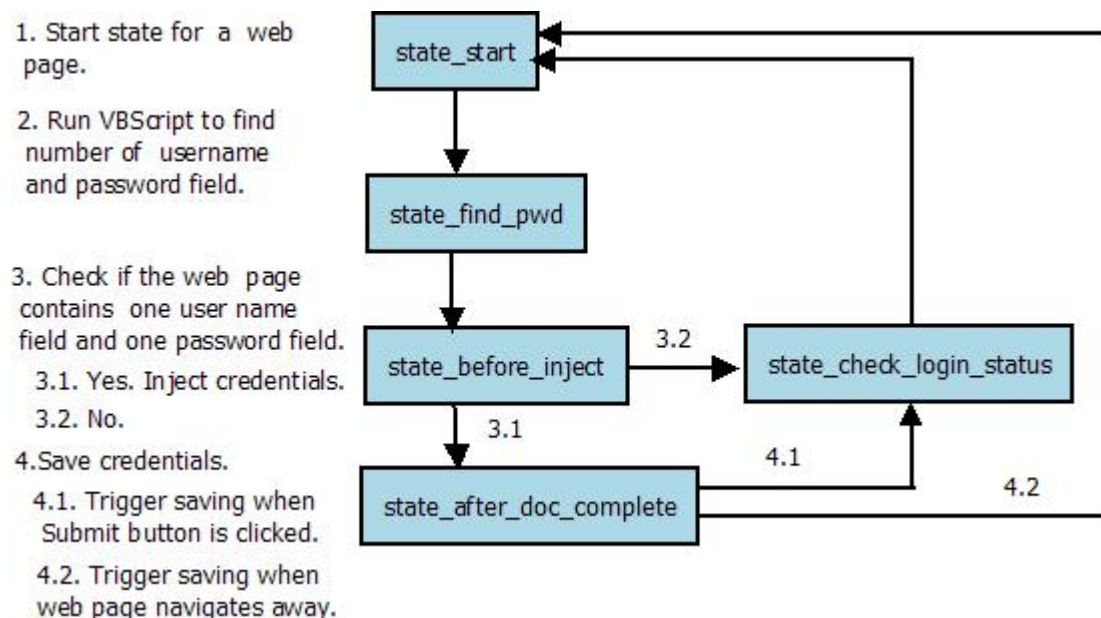 1. Start state for a web
page.
2. Run VBScript to find
number of username
and password field.
3. Check if the web page
contains one user name
field and one password field.
3.1. Yes. Inject credentials.
3.2. No.
4.Save credentials.
4.1. Trigger saving when
Submit button is clicked.
4.2. Trigger saving when
web page navigates away.
state_start
state_find_pwd
state_before_inject
3.2
state_check_login_status
3.1
4.1
4.2
state_after_doc_complete